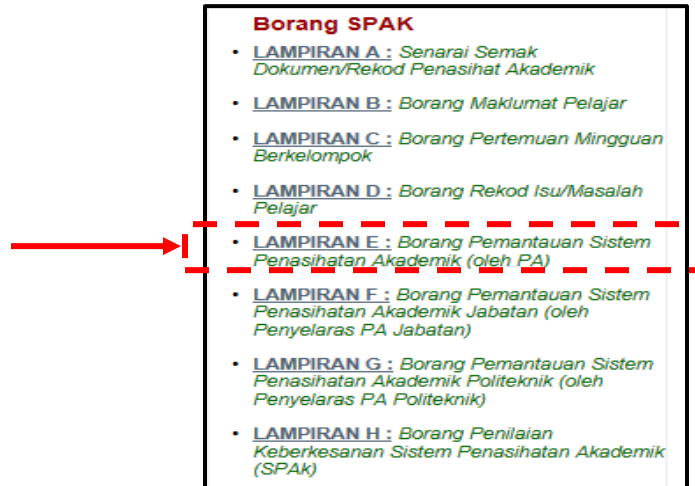 Borang SPAK
• LAMPIRAN A : Senarai Semak
Dokumen/Rekod Penasihat Akademik
• LAMPIRAN B : Borang Maklumat Pelajar
• LAMPIRAN C : Borang Pertemuan Mingguan
Berkelompok
• LAMPIRAN D : Borang Rekod Isu/Masalah
Pelajar
• LAMPIRAN E : Borang Pemantauan Sistem
Penasihatan Akademik (oleh PA)
• LAMPIRAN F : Borang Pemantauan Sistem
Penasihatan Akademik Jabatan (oleh
Penyelaras PA Jabatan)
• LAMPIRAN G : Borang Pemantauan Sistem
Penasihatan Akademik Politeknik (oleh
Penyelaras PA Politeknik)
• LAMPIRAN H : Borang Penilaian
Keberkesanan Sistem Penasihatan Akademik
(SPAk)